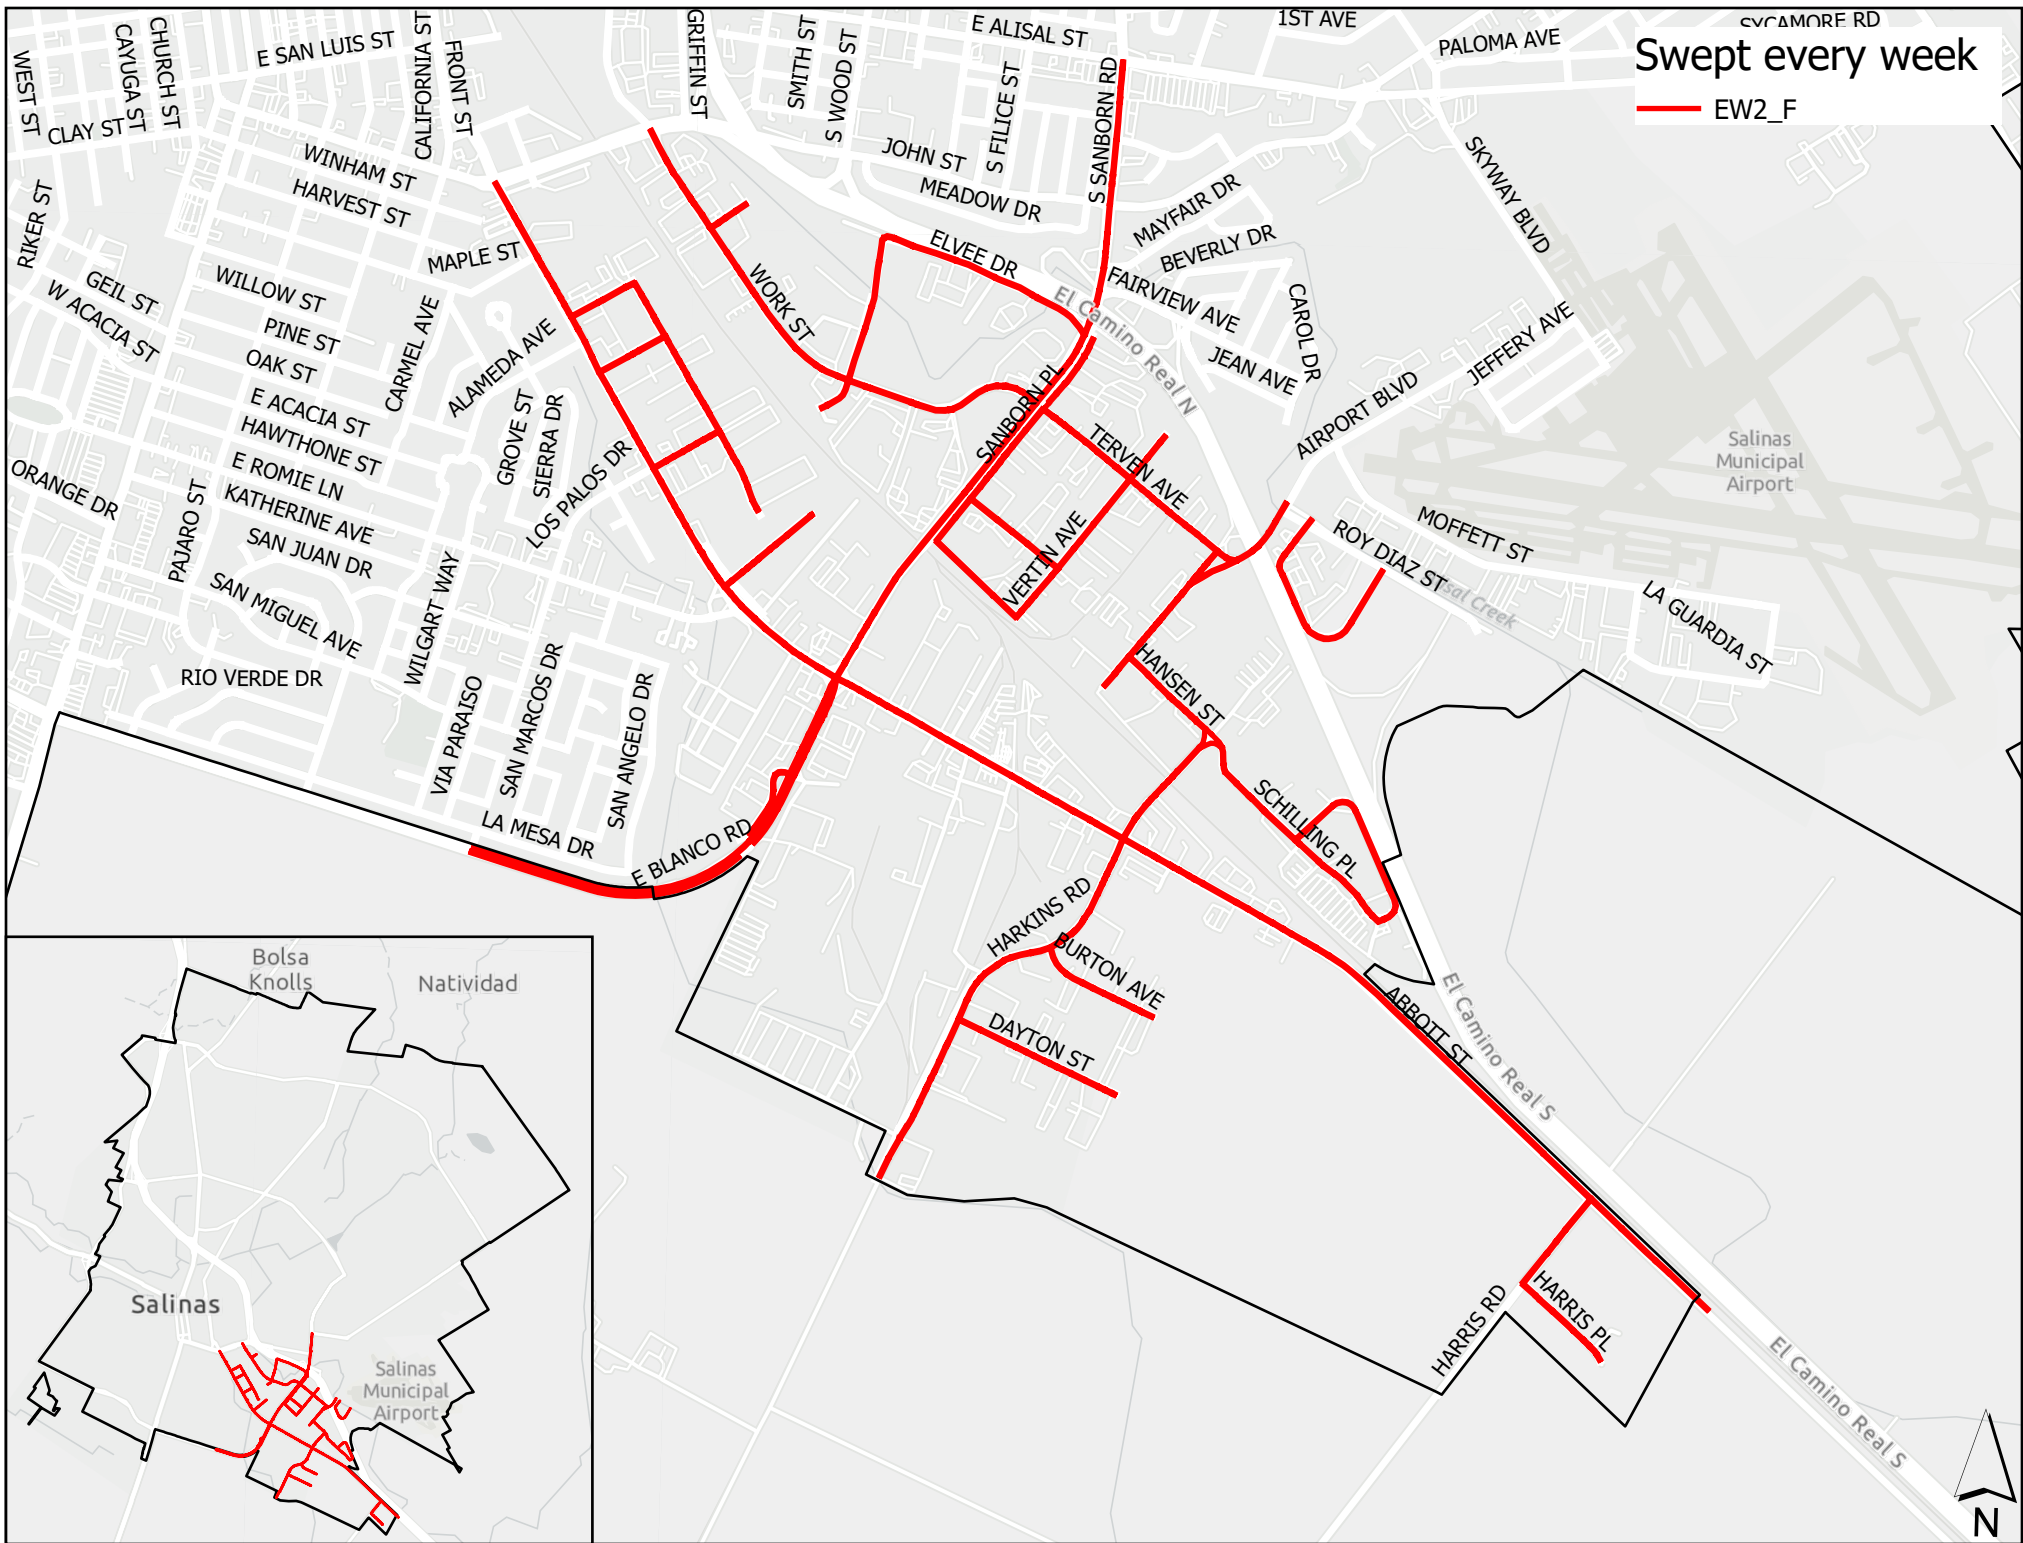 Swept every week
EW2_F
WEST ST
CAYUGA ST
CHURCH ST
E SAN LUIS ST
CALIFORNIA ST
FRONT ST
GRIFFIN ST
SMITH ST
S WOOD ST
E ALISAL ST
1ST AVE
PALOMA AVE
SYCAMORE RD
CLAY ST
WINHAM ST
HARVEST ST
JOHN ST
S FILICE ST
MEADOW DR
S SANBORN RD
MAYFAIR DR
BEVERLY DR
SKYWAY BLVD
RIKER ST
GEIL ST
W ACACIA ST
WILLOW ST
MAPLE ST
PINE ST
OAK ST
CARMEL AVE
ALAMEDA AVE
WORK ST
ELVEE DR
El Camino Real N
FAIRVIEW AVE
JEAN AVE
CAROL DR
JEFFERY AVE
AIRPORT BLVD
E ACACIA ST
HAWTHONE ST
E ROMIE LN
KATHERINE AVE
GROVE ST
SIERRA DR
LOS PALOS DR
SANBORN PL
TERVEN AVE
VERTIN AVE
Salinas
Municipal
Airport
ORANGE DR
PAJARO ST
SAN JUAN DR
SAN MIGUEL AVE
WILGART WAY
RIO VERDE DR
VIA PARAISO
SAN MARCOS DR
SAN ANGELO DR
LA MESA DR
E BLANCO RD
MOFFETT ST
ROY DIAZ ST
sal Creek
LA GUARDIA ST
HANSEN ST
SCHILLING PL
HARKINS RD
BURTON AVE
DAYTON ST
ABBOTT ST
El Camino Real S
HARRIS RD
HARRIS PL
El Camino Real S
N
Bolsa
Knolls
Natividad
Salinas
Salinas
Municipal
Airport